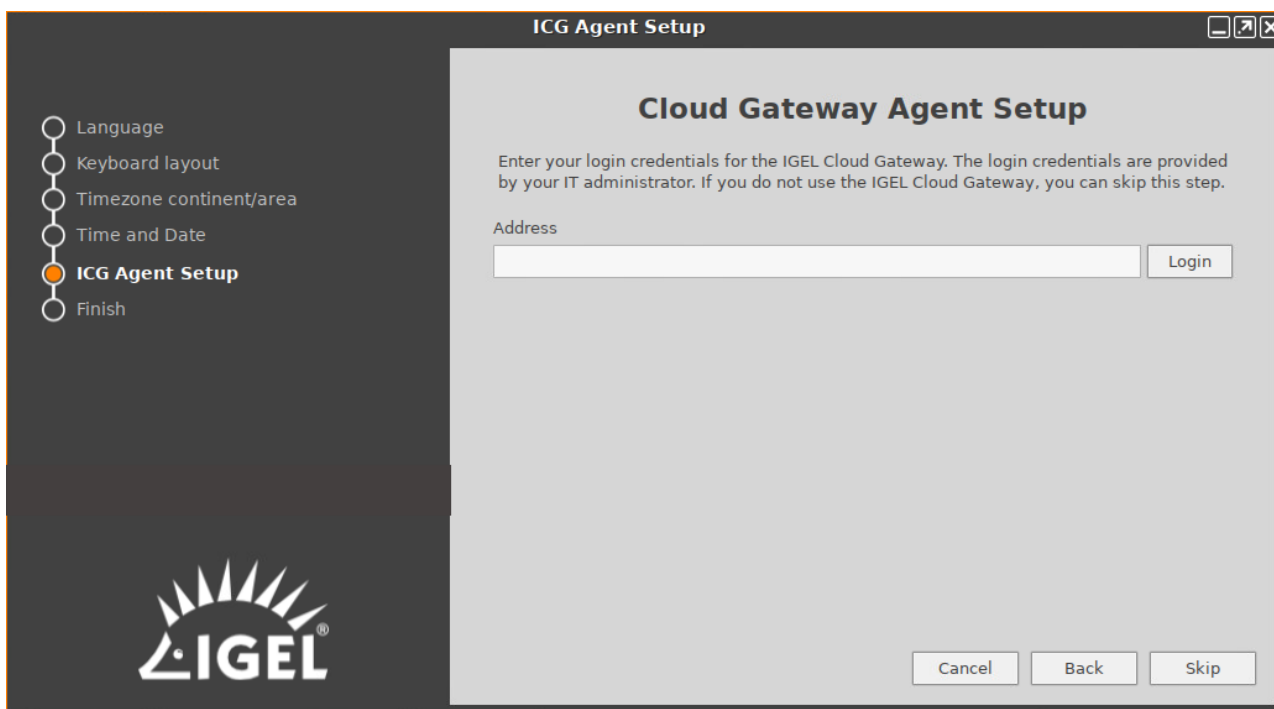 ICG Agent Setup
Language
Keyboard layout
Timezone continent/area
Time and Date
ICG Agent Setup
Finish
IGEL®
Cloud Gateway Agent Setup
Enter your login credentials for the IGEL Cloud Gateway. The login credentials are provided
by your IT administrator. If you do not use the IGEL Cloud Gateway, you can skip this step.
Address
Login
Cancel
Back
Skip